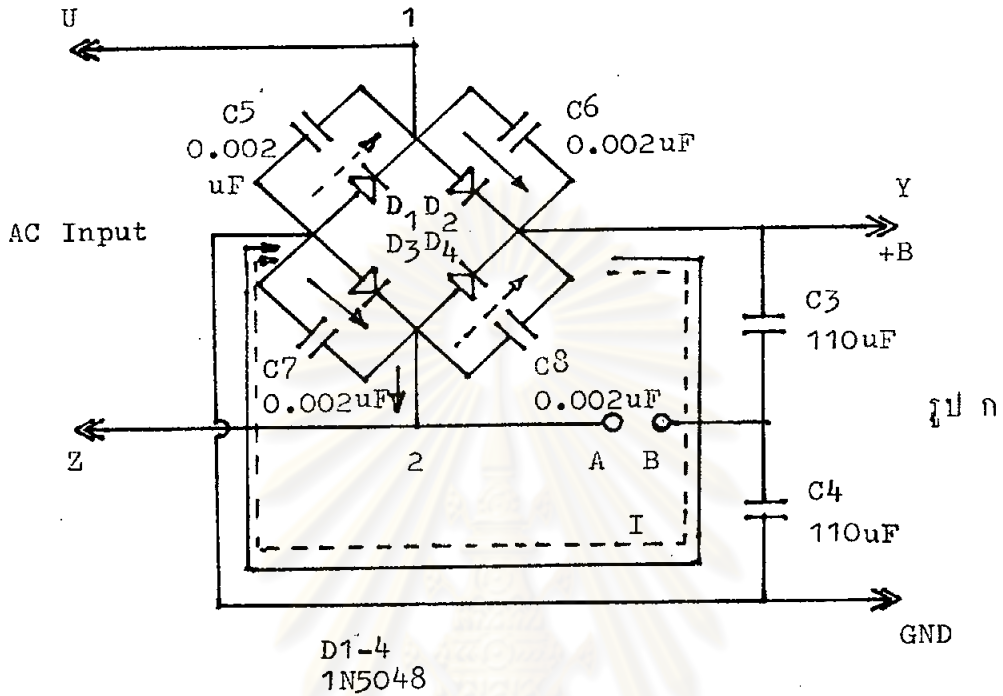 U
1
C5
0.002
uF
C6
0.002uF
AC Input
D1 D2
D3 D4
Y
+B
C3
110uF
C7
0.002uF
C8
0.002uF
รูป ก
Z
2
A
B
I
C4
110uF
GND
D1-4
1N5048